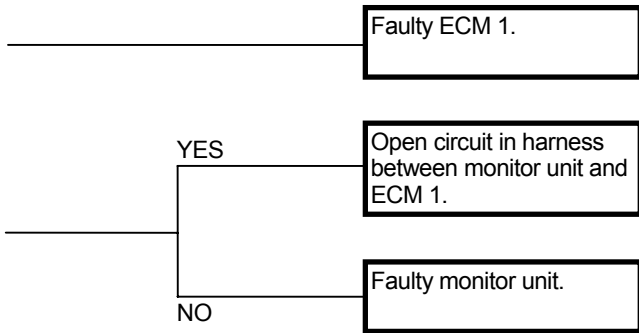 Faulty ECM 1.
YES
Open circuit in harness
between monitor unit and
ECM 1.
Faulty monitor unit.
NO